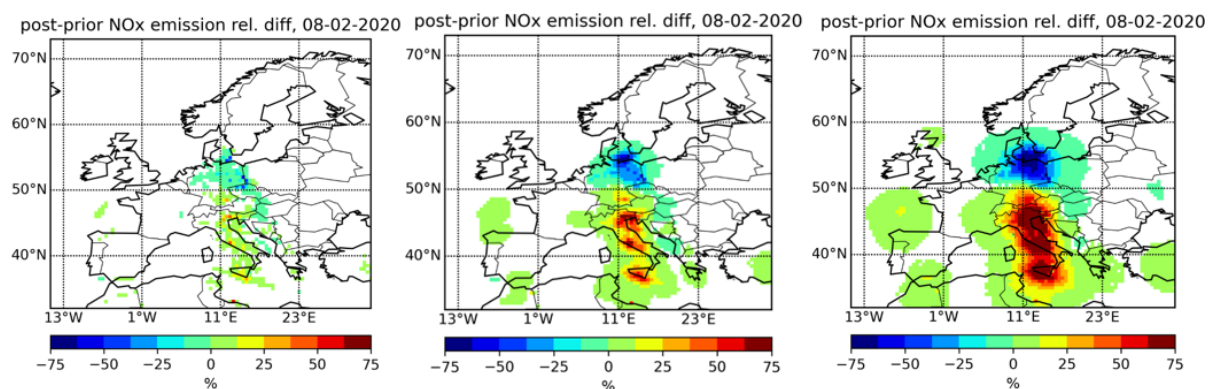 post-prior NOx emission rel. diff, 08-02-2020
70°N
60°N
50°N
40°N
13°W 1°W 11°E 23°E
−75 −50 −25 0 25 50 75
%
post-prior NOx emission rel. diff, 08-02-2020
70°N
60°N
50°N
40°N
13°W 1°W 11°E 23°E
−75 −50 −25 0 25 50 75
%
post-prior NOx emission rel. diff, 08-02-2020
70°N
60°N
50°N
40°N
13°W 1°W 11°E 23°E
−75 −50 −25 0 25 50 75
%